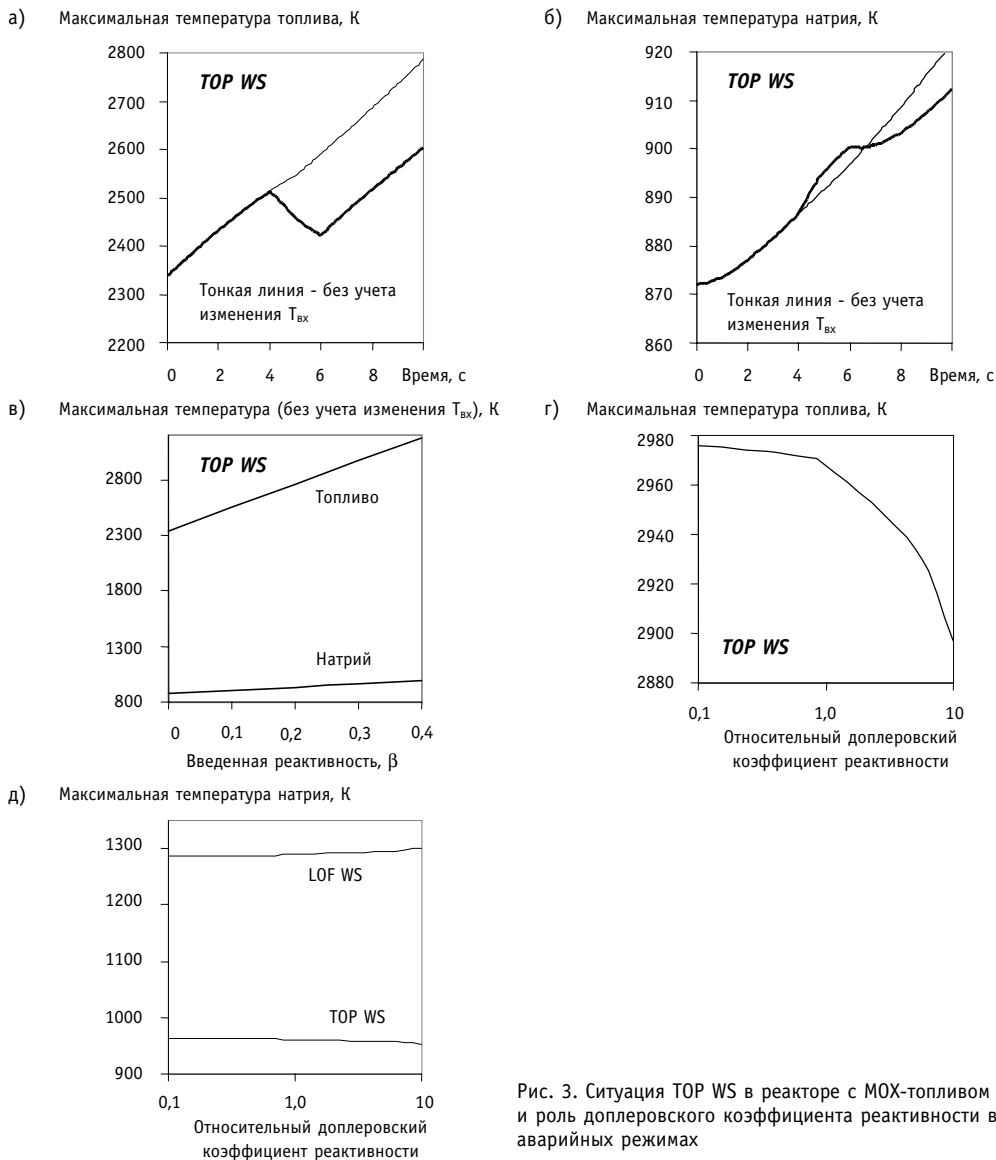 а) Максимальная температура топлива, К
2800
2700
2600
2500
2400
2300
2200
TOP WS
Тонкая линия - без учета
изменения Tвх
0 2 4 6 8 Время, с
б) Максимальная температура натрия, К
920
910
900
890
880
870
860
TOP WS
Тонкая линия - без учета
изменения Tвх
0 2 4 6 8 Время, с
в) Максимальная температура (без учета изменения Tвх), К
2800
2300
1800
1300
800
TOP WS
Топливо
Натрий
0 0,1 0,2 0,3 0,4
Введенная реактивность, β
г) Максимальная температура топлива, К
2980
2960
2940
2920
2900
2880
TOP WS
0,1 1,0 10
Относительный доплеровский
коэффициент реактивности
д) Максимальная температура натрия, К
1300
1200
1100
1000
900
LOF WS
TOP WS
0,1 1,0 10
Относительный доплеровский
коэффициент реактивности
Рис. 3. Ситуация TOP WS в реакторе с МОХ-топливом
и роль доплеровского коэффициента реактивности в
аварийных режимах